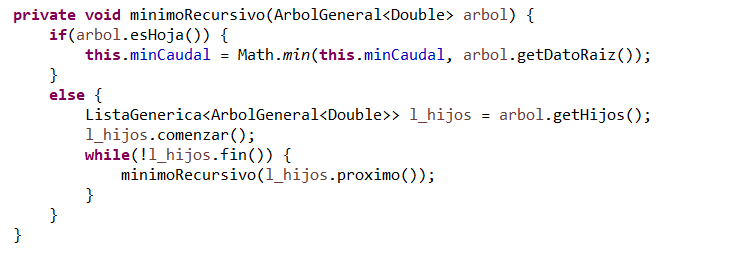 private void minimoRecursivo(ArbolGeneral<Double> arbol) {
    if(arbol.esHoja()) {
        this.minCaudal = Math.min(this.minCaudal, arbol.getDatoRaiz());
    }
    else {
        ListaGenerica<ArbolGeneral<Double>> l_hijos = arbol.getHijos();
        l_hijos.comenzar();
        while(!l_hijos.fin()) {
            minimoRecursivo(l_hijos.proximo());
        }
    }
}